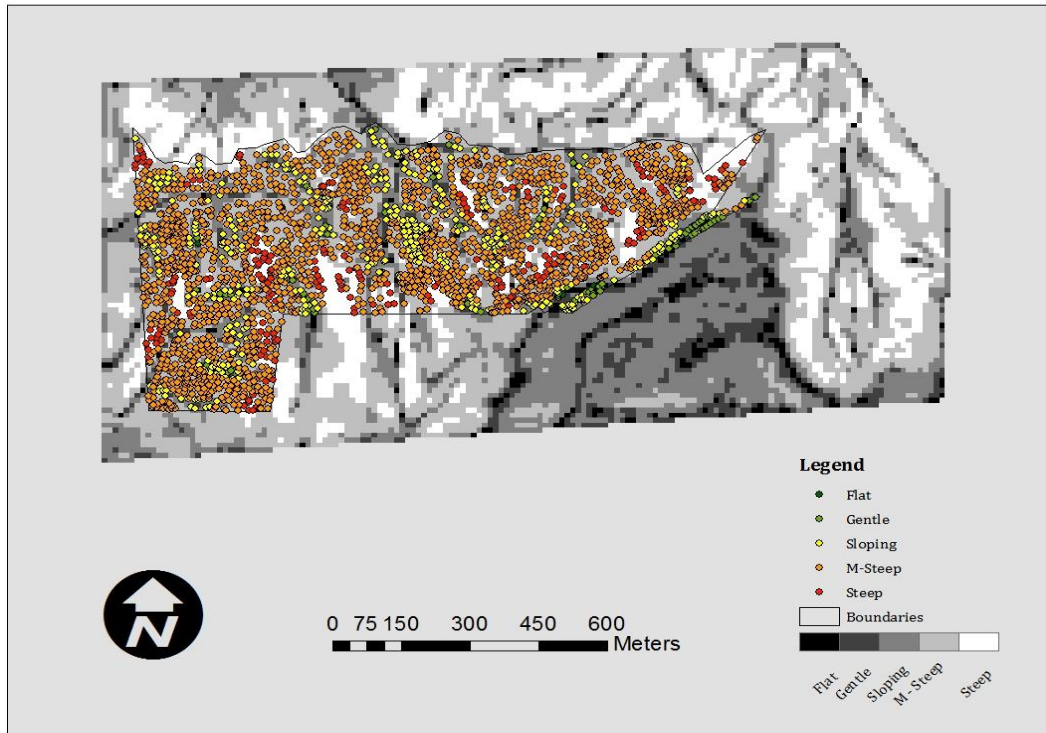 Legend
Flat
Gentle
Sloping
M-Steep
Steep
Boundaries
Flat
Gentle
Sloping
M - Steep
Steep
N
0 75 150 300 450 600
Meters